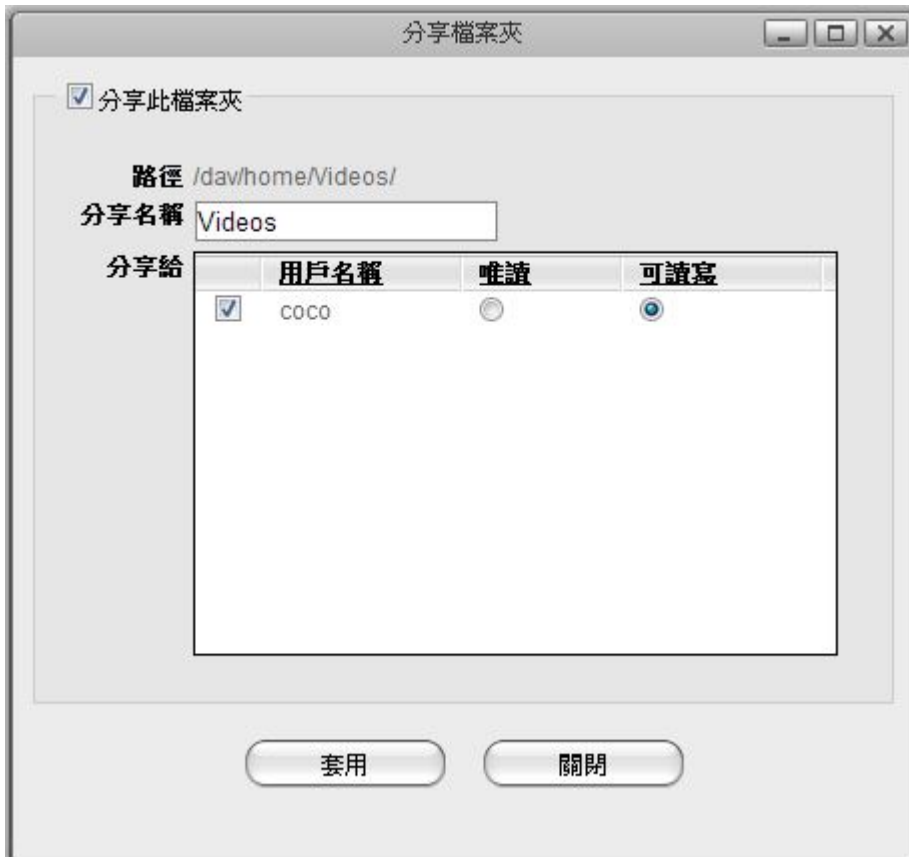 分享檔案夾
分享此檔案夾
路徑 /dav/home/Videos/
分享名稱 Videos
分享給 用戶名稱 唯讀 可讀寫
coco
套用 關閉